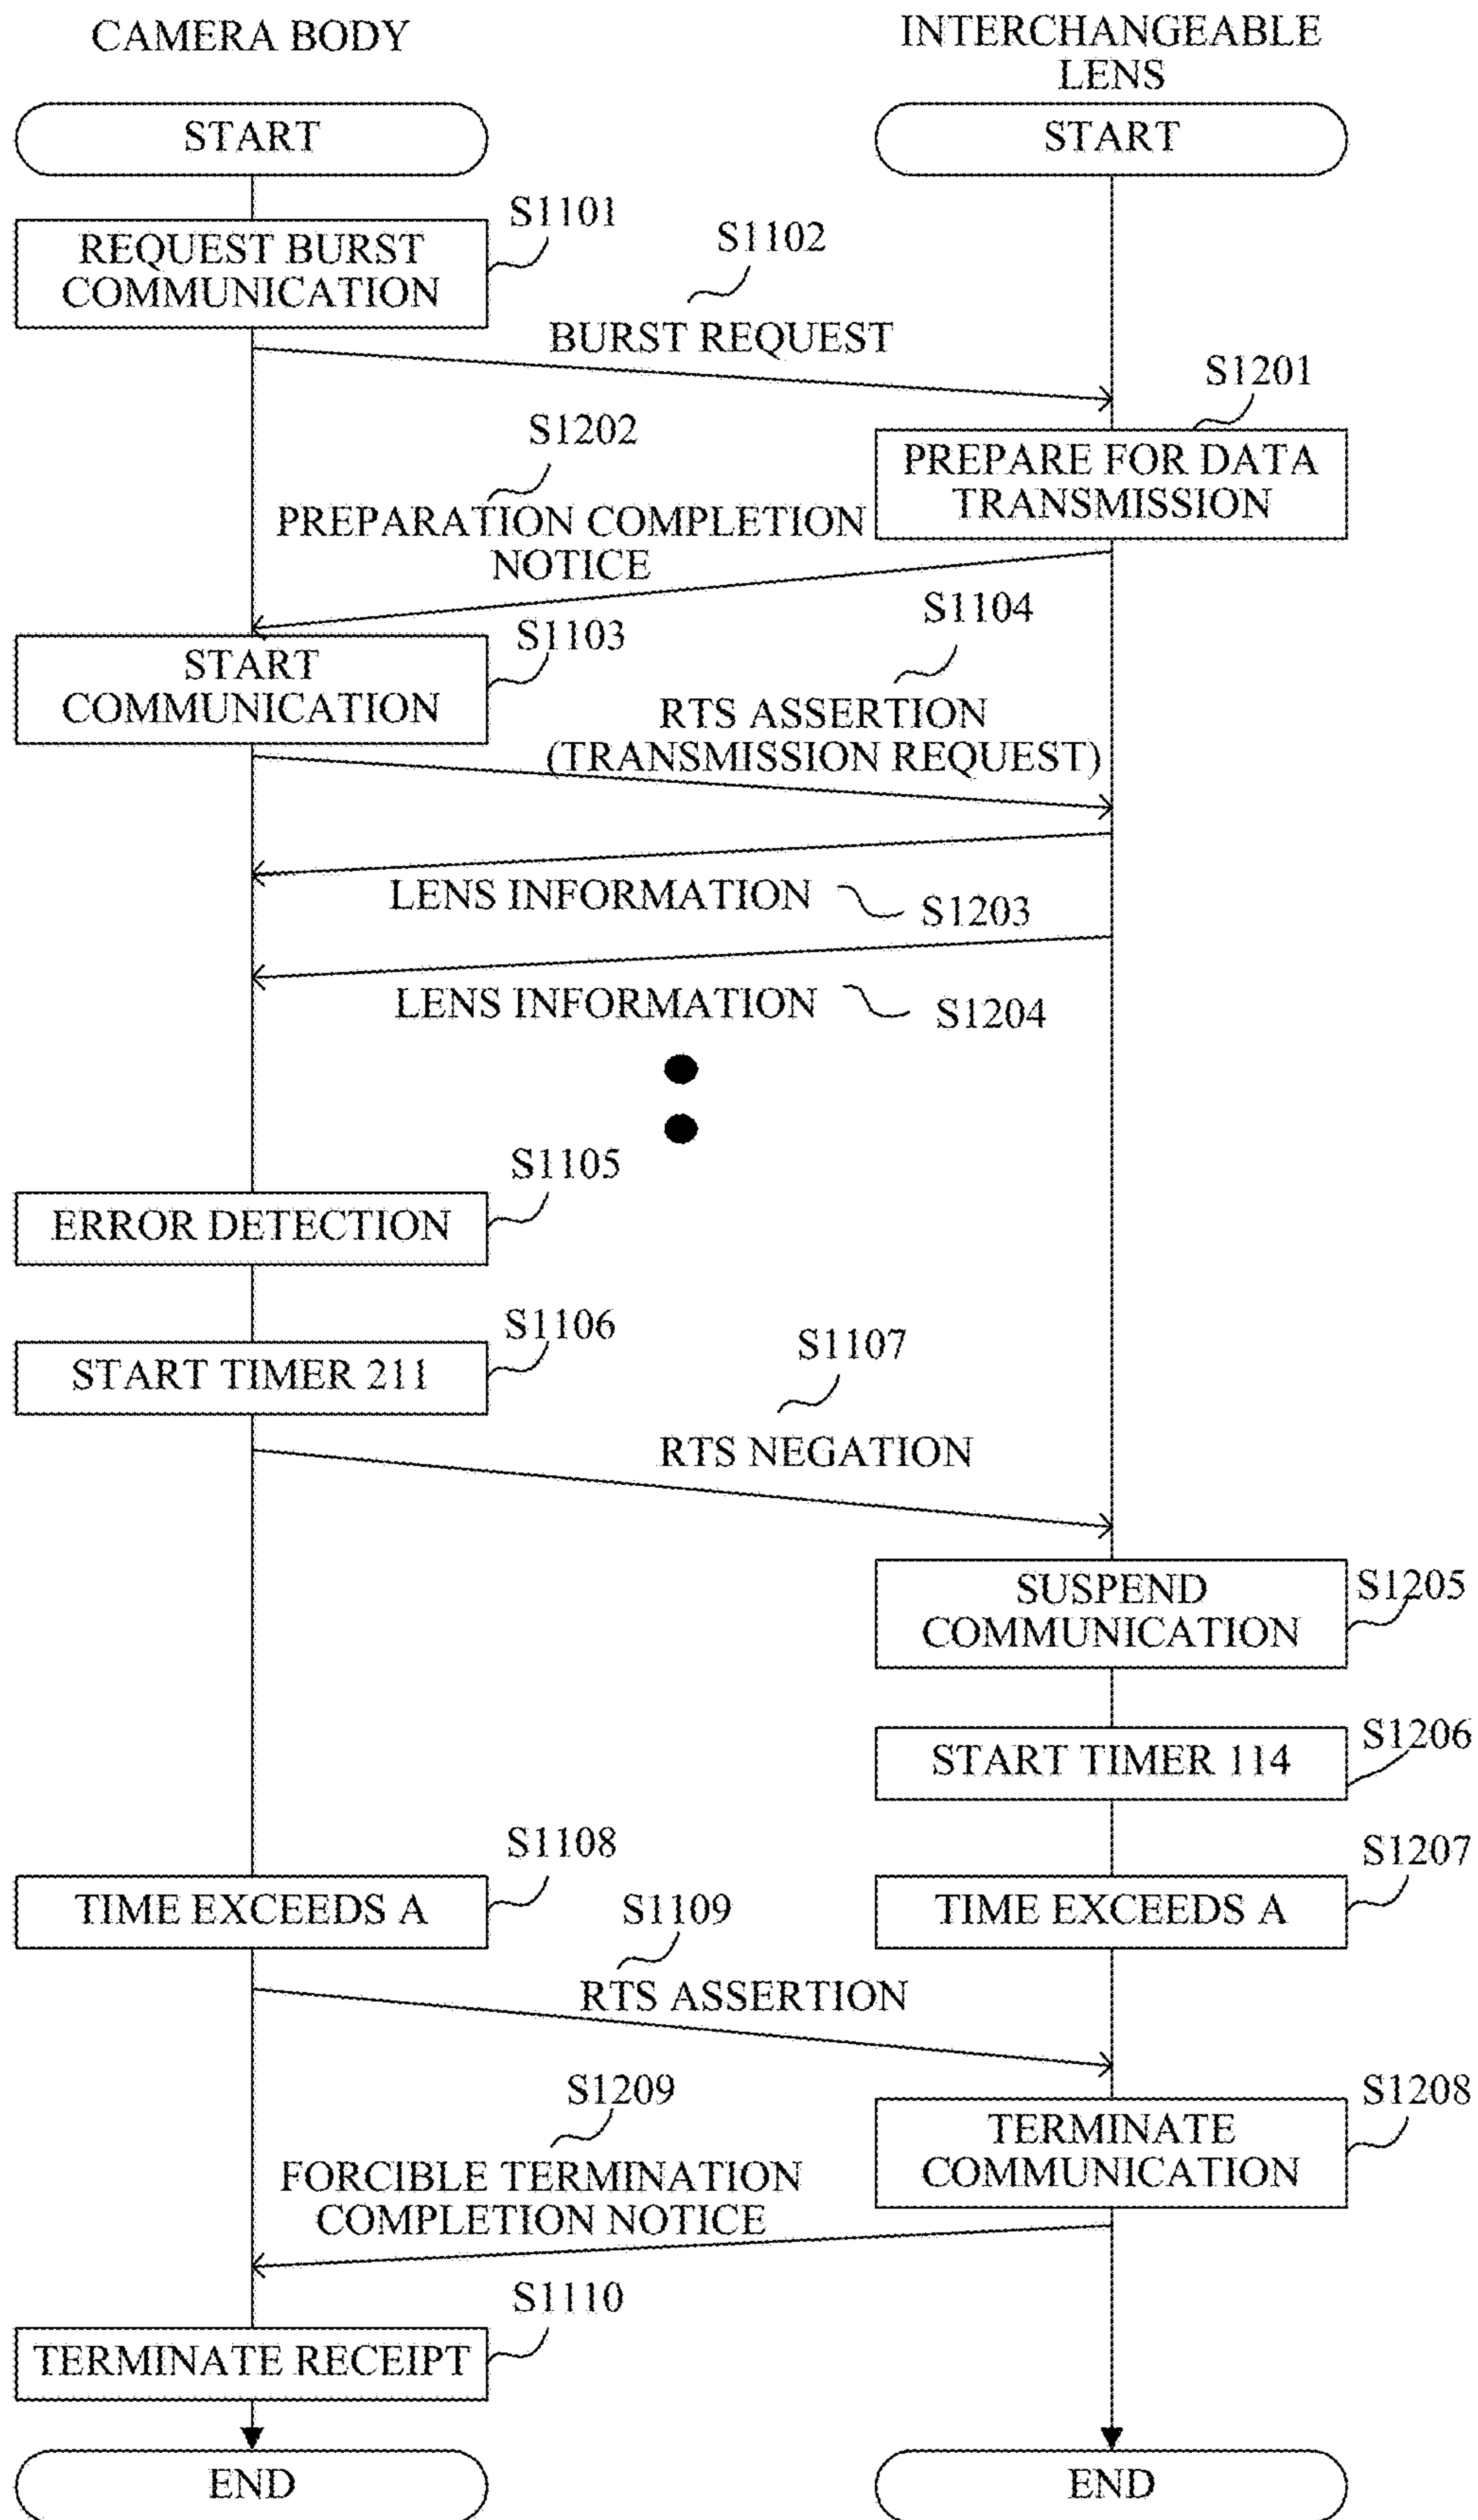 CAMERA BODY
INTERCHANGEABLE
LENS
START
START
S1101
REQUEST BURST
COMMUNICATION
S1102
BURST REQUEST
S1201
PREPARE FOR DATA
TRANSMISSION
S1202
PREPARATION COMPLETION
NOTICE
S1103
START
COMMUNICATION
S1104
RTS ASSERTION
(TRANSMISSION REQUEST)
LENS INFORMATION
S1203
LENS INFORMATION
S1204
S1105
ERROR DETECTION
S1106
START TIMER 211
S1107
RTS NEGATION
SUSPEND
COMMUNICATION
S1205
START TIMER 114
S1206
S1108
TIME EXCEEDS A
S1207
TIME EXCEEDS A
S1109
RTS ASSERTION
S1208
TERMINATE
COMMUNICATION
S1209
FORCIBLE TERMINATION
COMPLETION NOTICE
S1110
TERMINATE RECEIPT
END
END